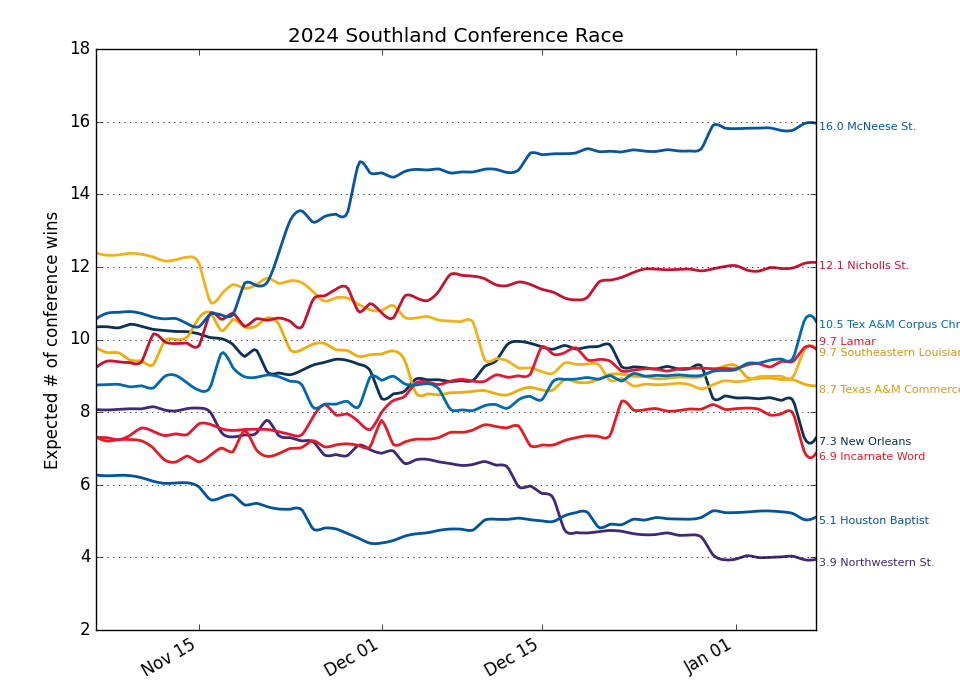 2024 Southland Conference Race
Expected # of conference wins
18
16
14
12
10
8
6
4
2
Nov 15
Dec 01
Dec 15
Jan 01
16.0 McNeese St.
12.1 Nicholls St.
10.5 Tex A&M Corpus Chr
9.7 Lamar
9.7 Southeastern Louisian
8.7 Texas A&M Commerce
7.3 New Orleans
6.9 Incarnate Word
5.1 Houston Baptist
3.9 Northwestern St.